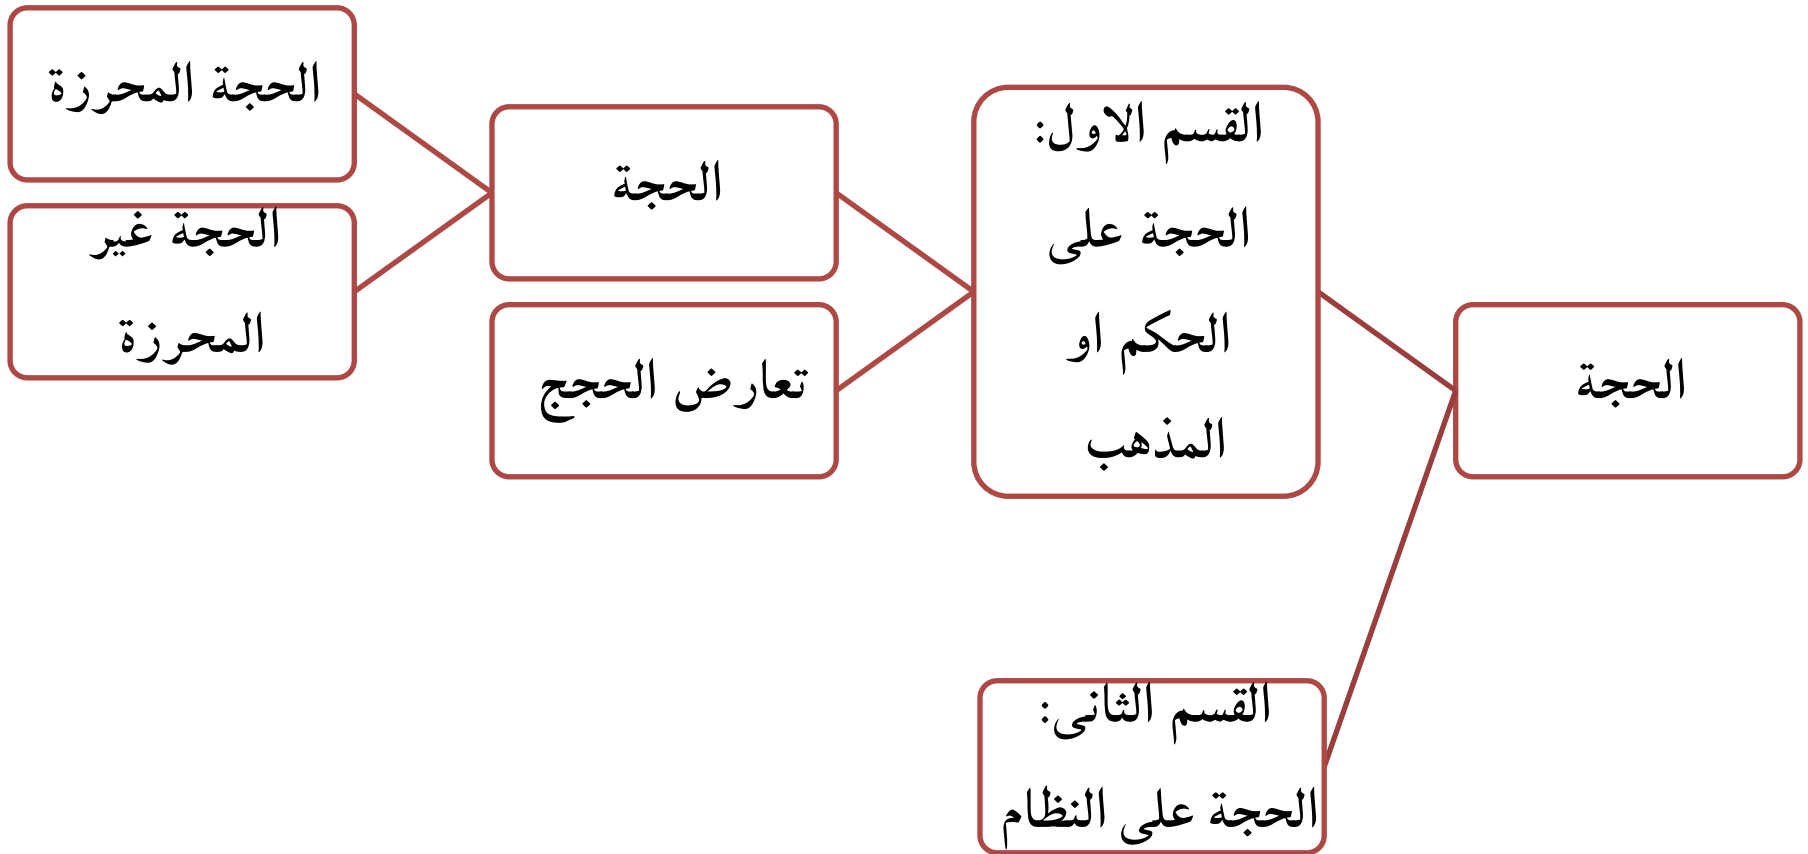 الحجة
القسم الاول:
الحجة على
الحكم او
المذهب
الحجة
الحجة المحرزة
الحجة غير
المحرزة
تعارض الحجج
القسم الثانى:
الحجة على النظام